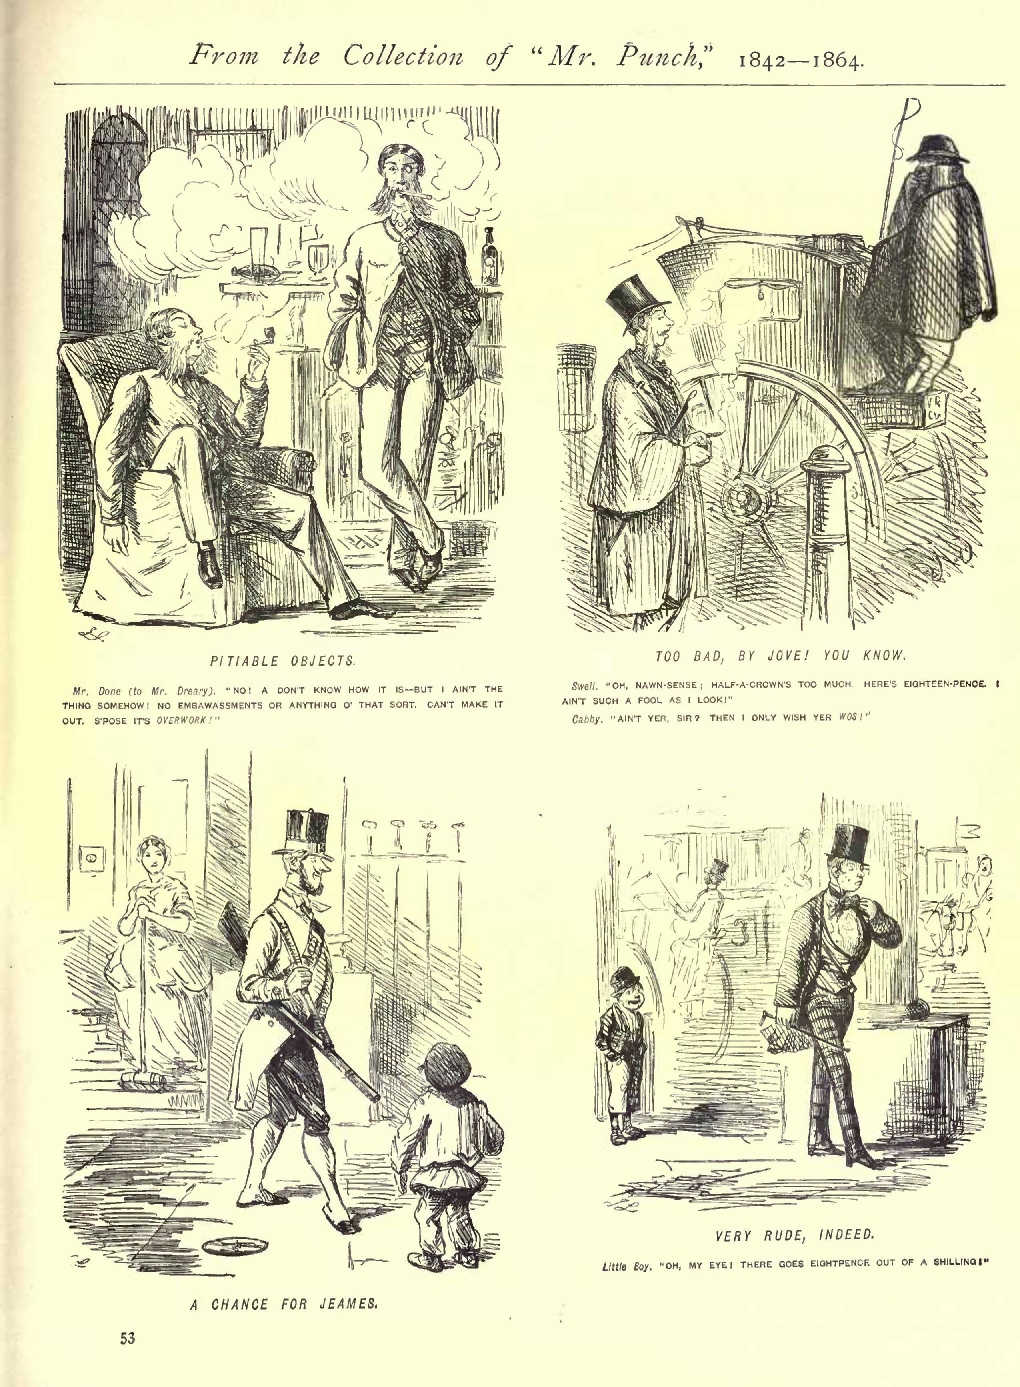 From the Collection of "Mr. Punch," 1842—1864.
PITIABLE OBJECTS.
Mr. Done (to Mr. Dreary). "NO! A DON'T KNOW HOW IT IS—BUT I AIN'T THE
THING SOMEHOW! NO EMBAWASSMENTS OR ANYTHING O' THAT SORT. CAN'T MAKE IT
OUT. S'POSE IT'S OVERWORK!"
TOO BAD, BY JOVE! YOU KNOW.
Swell. "OH, NAWN-SENSE; HALF-A-CROWN'S TOO MUCH. HERE'S EIGHTEEN-PENCE. I
AIN'T SUCH A FOOL AS I LOOK!"
Cabby. "AIN'T YER, SIR? THEN I ONLY WISH YER WOS!"
A CHANCE FOR JEAMES.
VERY RUDE, INDEED.
Little Boy. "OH, MY EYE! THERE GOES EIGHTPENCE OUT OF A SHILLING!"
53